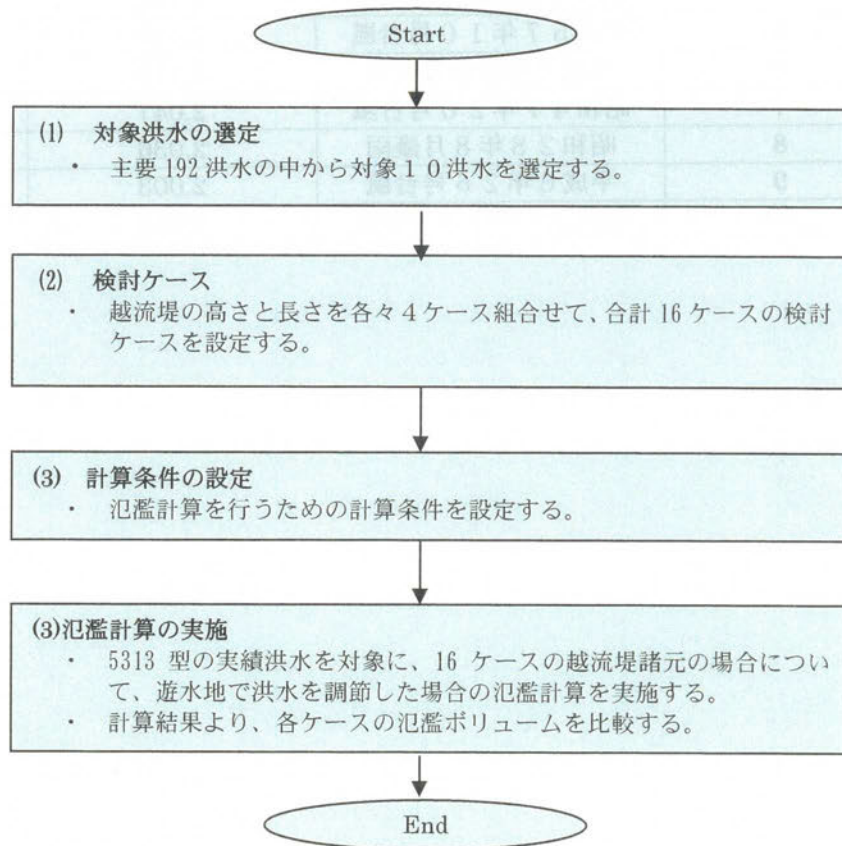 Start
(1) 対象洪水の選定
・ 主要 192 洪水の中から対象１０洪水を選定する。
(2) 検討ケース
・ 越流堤の高さと長さを各々４ケース組合せて、合計 16 ケースの検討
ケースを設定する。
(3) 計算条件の設定
・ 氾濫計算を行うための計算条件を設定する。
(3)氾濫計算の実施
・ 5313 型の実績洪水を対象に、16 ケースの越流堤諸元の場合につい
て、遊水地で洪水を調節した場合の氾濫計算を実施する。
・ 計算結果より、各ケースの氾濫ボリュームを比較する。
End